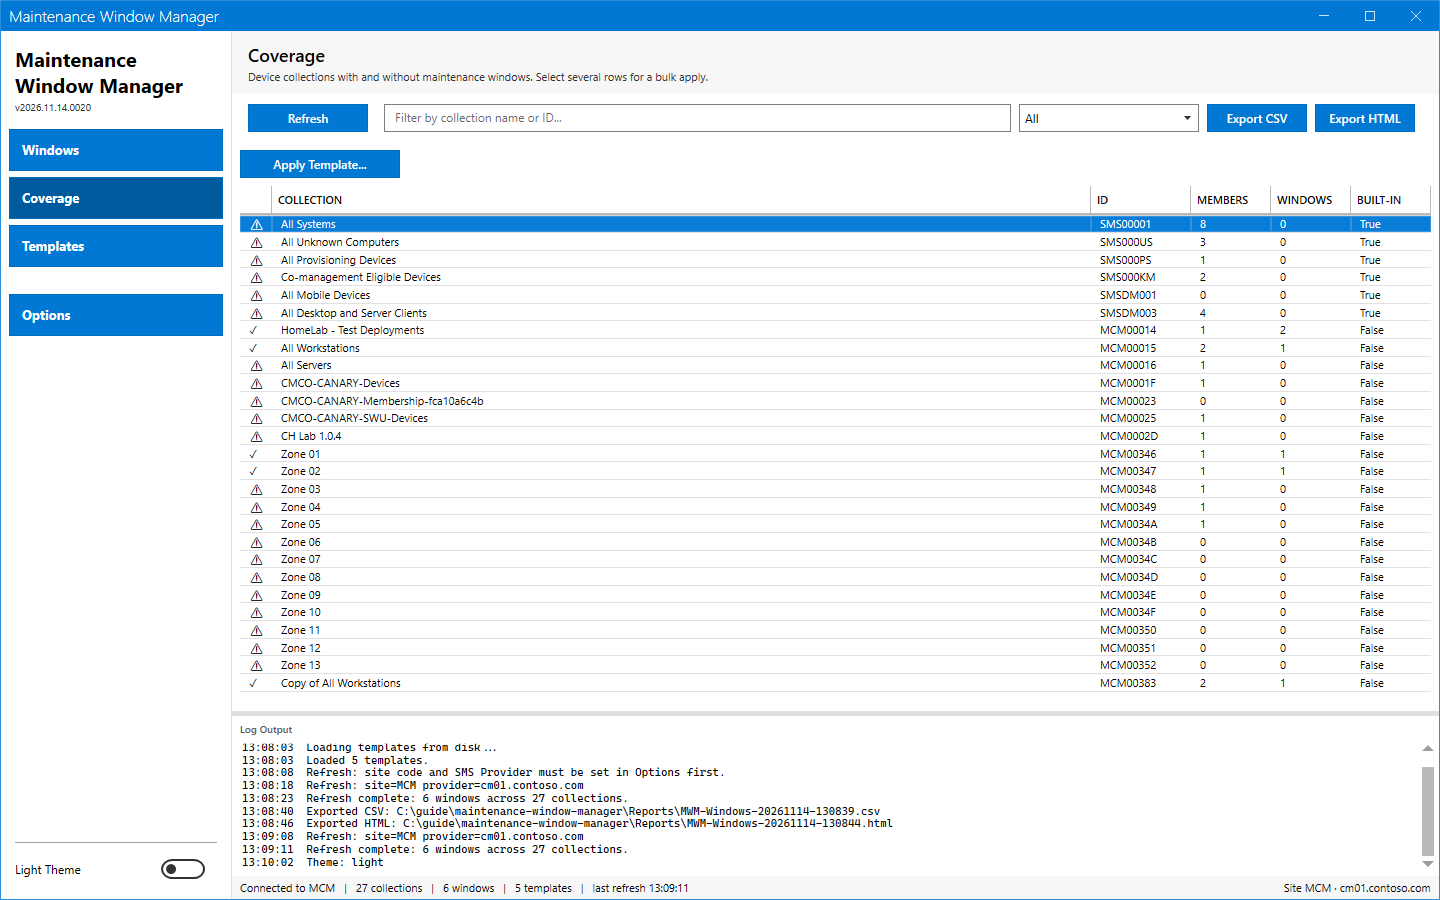 Maintenance Window Manager
Maintenance
Window Manager
v2026.11.14.0020
Windows
Coverage
Templates
Options
Light Theme
Coverage
Device collections with and without maintenance windows. Select several rows for a bulk apply.
Refresh
Filter by collection name or ID...
All
Export CSV
Export HTML
Apply Template...
COLLECTION ID MEMBERS WINDOWS BUILT-IN
All Systems SMS00001 8 0 True
All Unknown Computers SMS000US 3 0 True
All Provisioning Devices SMS000PS 1 0 True
Co-management Eligible Devices SMS000KM 2 0 True
All Mobile Devices SMSDM001 0 0 True
All Desktop and Server Clients SMSDM003 4 0 True
✓ HomeLab - Test Deployments MCM00014 1 2 False
✓ All Workstations MCM00015 2 1 False
All Servers MCM00016 1 0 False
CMCO-CANARY-Devices MCM0001F 1 0 False
CMCO-CANARY-Membership-fca10a6c4b MCM00023 0 0 False
CMCO-CANARY-SWU-Devices MCM00025 1 0 False
CH Lab 1.0.4 MCM0002D 1 0 False
✓ Zone 01 MCM00346 1 1 False
✓ Zone 02 MCM00347 1 1 False
Zone 03 MCM00348 1 0 False
Zone 04 MCM00349 1 0 False
Zone 05 MCM0034A 1 0 False
Zone 06 MCM0034B 0 0 False
Zone 07 MCM0034C 0 0 False
Zone 08 MCM0034D 0 0 False
Zone 09 MCM0034E 0 0 False
Zone 10 MCM0034F 0 0 False
Zone 11 MCM00350 0 0 False
Zone 12 MCM00351 0 0 False
Zone 13 MCM00352 0 0 False
✓ Copy of All Workstations MCM00383 2 1 False
Log Output
13:08:03 Loading templates from disk...
13:08:03 Loaded 5 templates.
13:08:08 Refresh: site code and SMS Provider must be set in Options first.
13:08:18 Refresh: site=MCM provider=cm01.contoso.com
13:08:23 Refresh complete: 6 windows across 27 collections.
13:08:40 Exported CSV: C:\guide\maintenance-window-manager\Reports\MWM-Windows-20261114-130839.csv
13:08:46 Exported HTML: C:\guide\maintenance-window-manager\Reports\MWM-Windows-20261114-130844.html
13:09:08 Refresh: site=MCM provider=cm01.contoso.com
13:09:11 Refresh complete: 6 windows across 27 collections.
13:10:02 Theme: light
Connected to MCM | 27 collections | 6 windows | 5 templates | last refresh 13:09:11
Site MCM · cm01.contoso.com